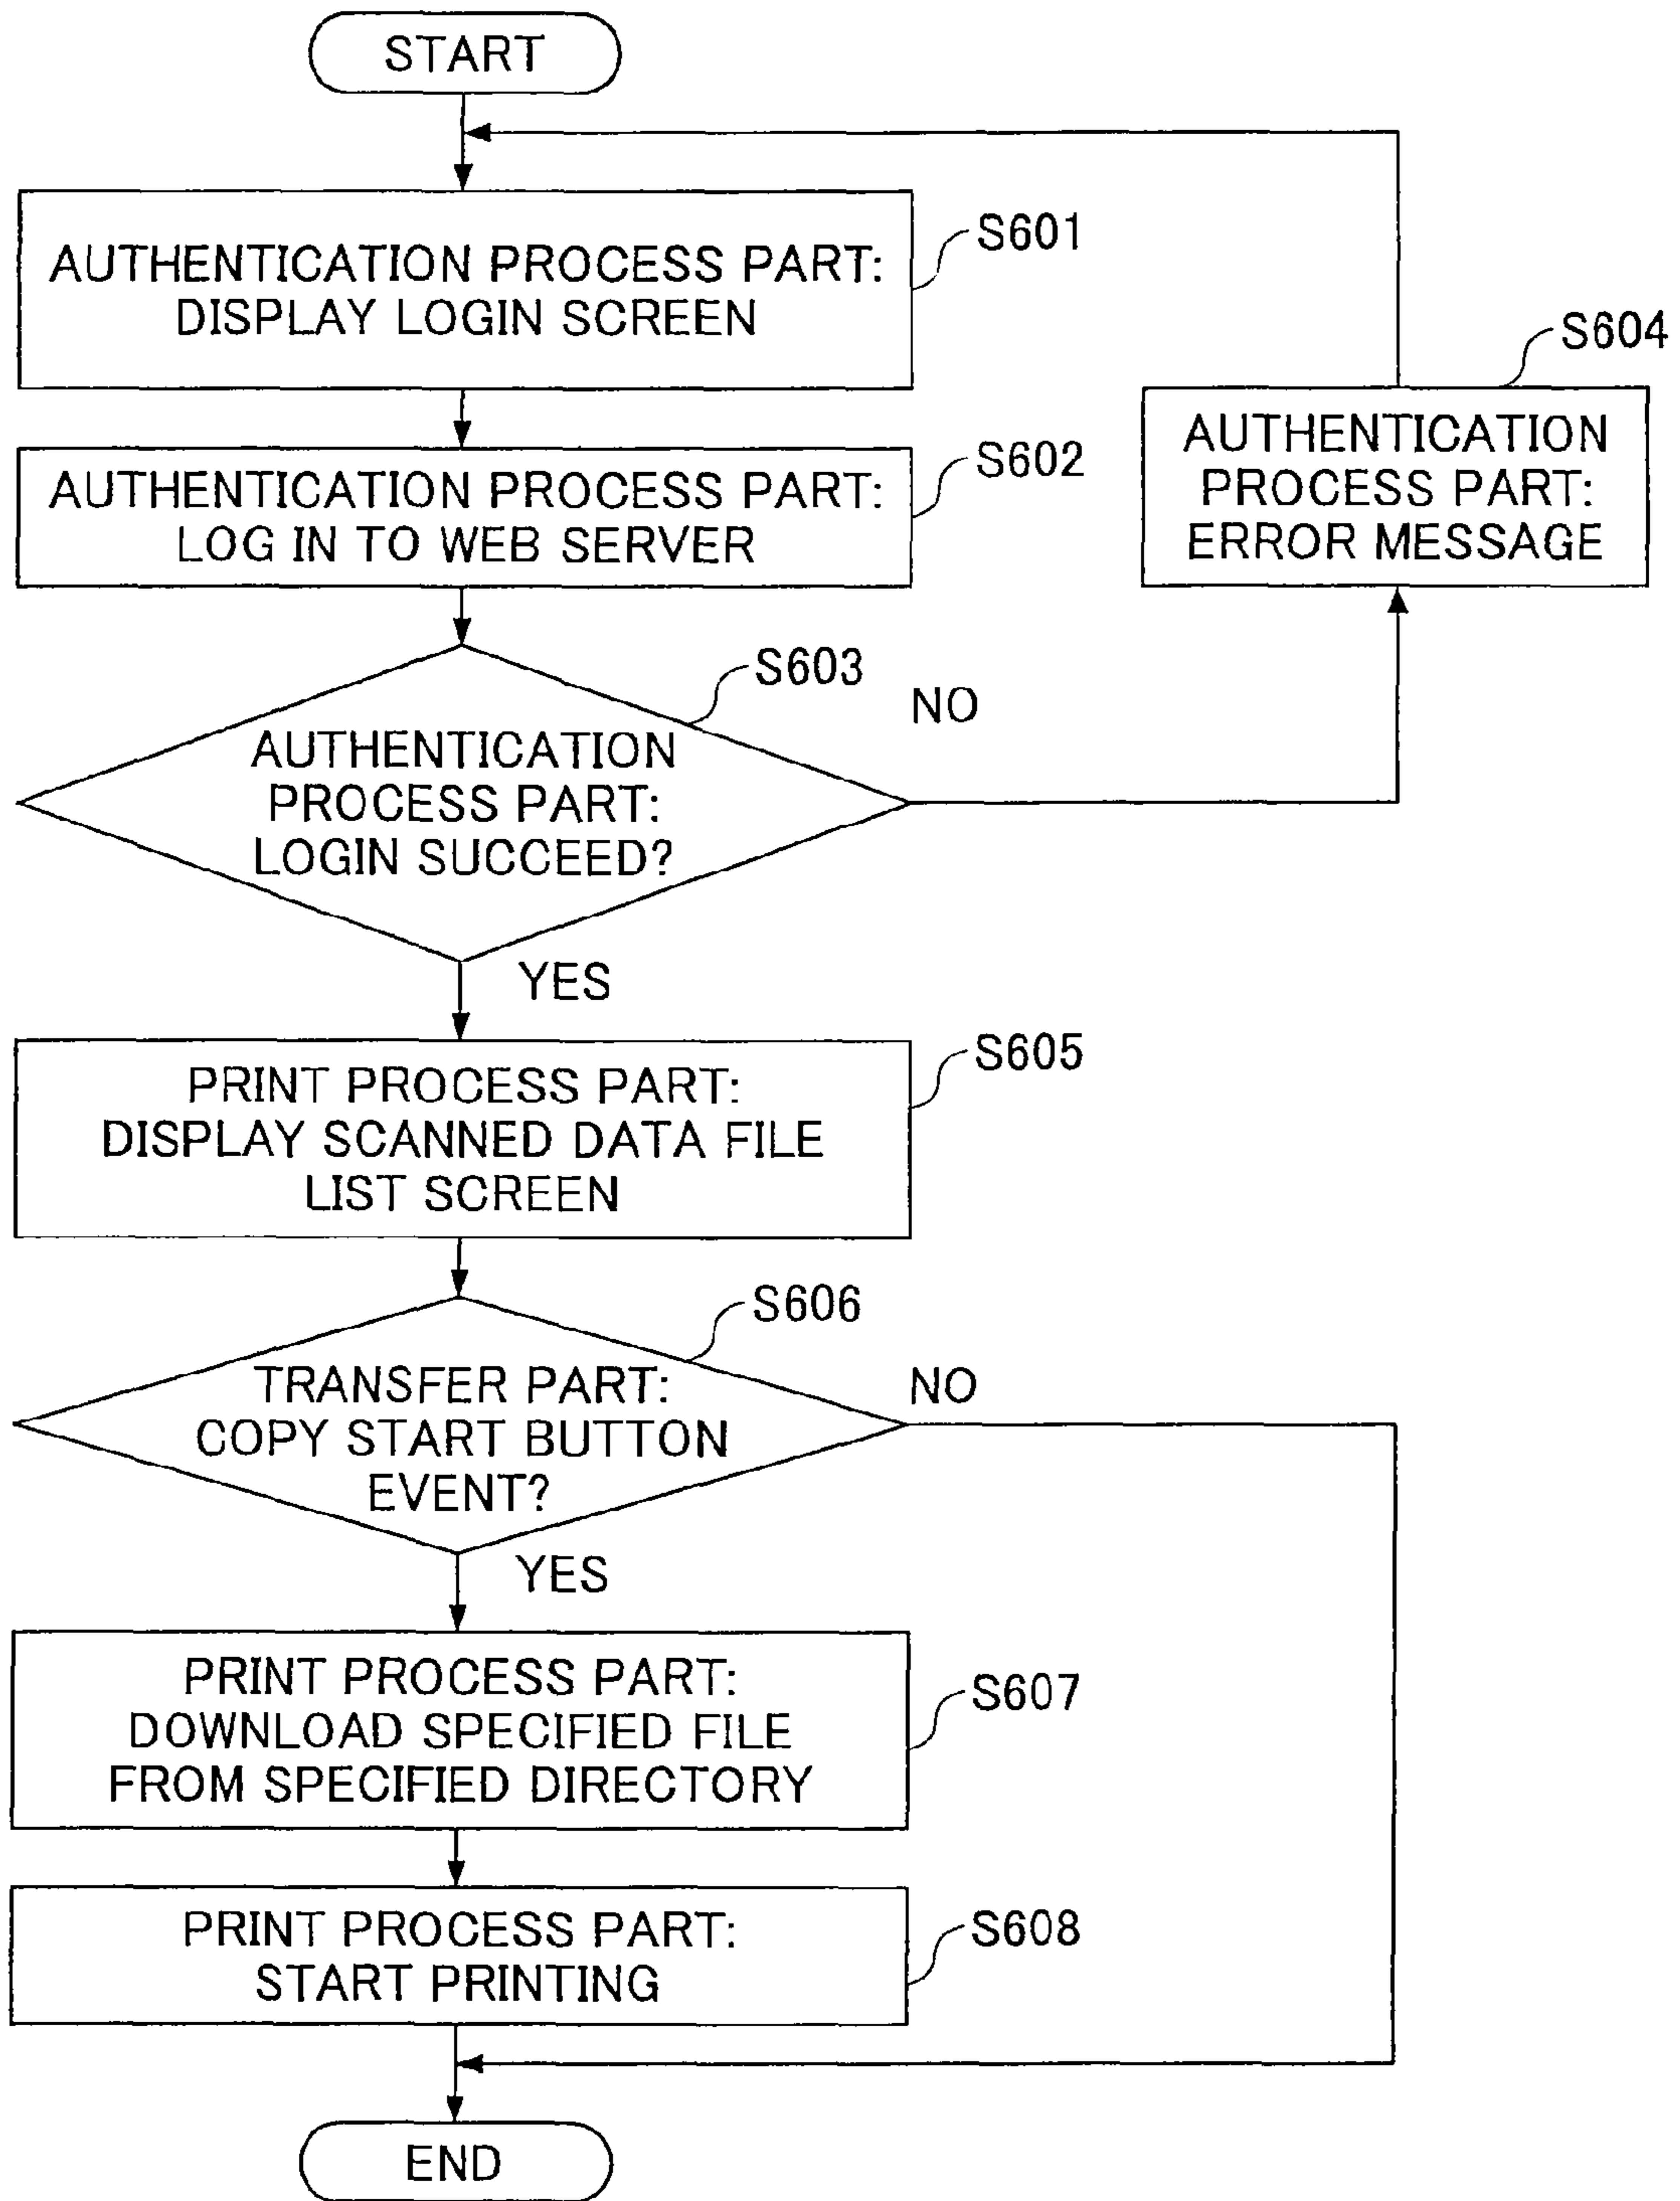 START
AUTHENTICATION PROCESS PART:
DISPLAY LOGIN SCREEN
S601
AUTHENTICATION PROCESS PART:
LOG IN TO WEB SERVER
S602
AUTHENTICATION
PROCESS PART:
LOGIN SUCCEED?
S603
NO
S604
AUTHENTICATION
PROCESS PART:
ERROR MESSAGE
YES
PRINT PROCESS PART:
DISPLAY SCANNED DATA FILE
LIST SCREEN
S605
TRANSFER PART:
COPY START BUTTON
EVENT?
S606
NO
YES
PRINT PROCESS PART:
DOWNLOAD SPECIFIED FILE
FROM SPECIFIED DIRECTORY
S607
PRINT PROCESS PART:
START PRINTING
S608
END